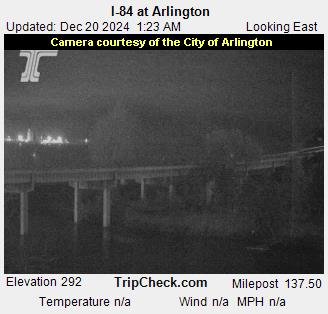 I-84 at Arlington
Updated: Dec 20 2024 1:23 AM Looking East
Camera courtesy of the City of Arlington
Elevation 292 TripCheck.com Milepost 137.50
Temperature n/a Wind n/a MPH n/a